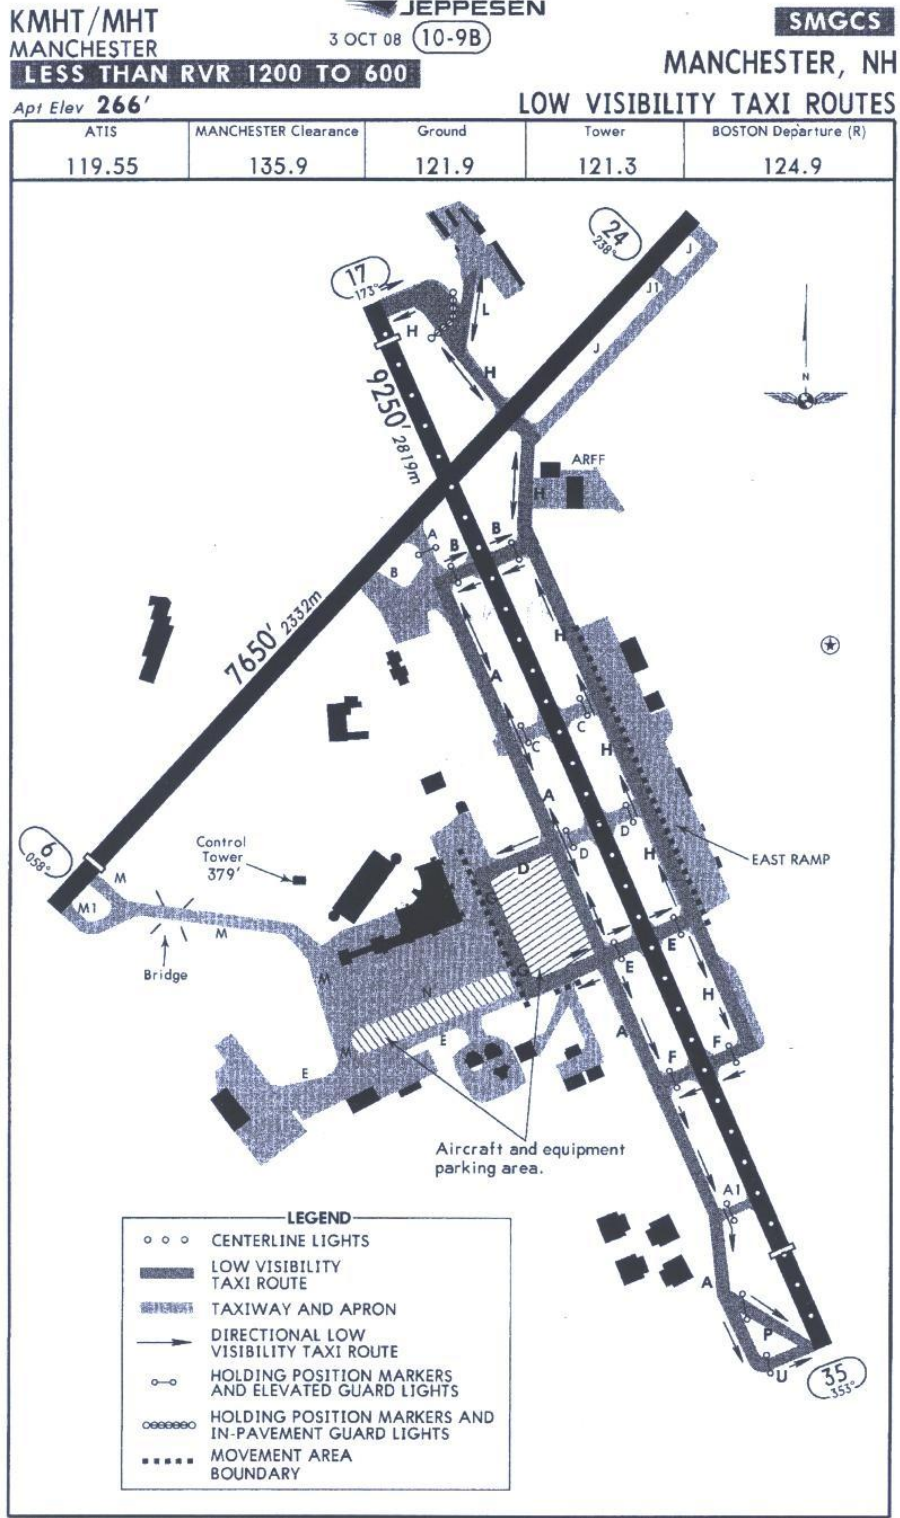 KMHT/MHT
MANCHESTER
LESS THAN RVR 1200 TO 600
Apt Elev 266'
JEPPESEN
3 OCT 08 10-9B
SMGCS
MANCHESTER, NH
LOW VISIBILITY TAXI ROUTES
ATIS
119.55
MANCHESTER Clearance
135.9
Ground
121.9
Tower
121.3
BOSTON Departure (R)
124.9
24
238°
J
J1
J
17
173°
L
H
H
N
9250' 2819m
ARFF
H
A
B
B
B
7650' 2332m
H
A
C
C
H
A
D
D
H
D
EAST RAMP
6
058°
Control
Tower
379'
M
M1
M
Bridge
M
G
E
E
N
H
A
E
M
F
F
E
Aircraft and equipment
parking area.
A1
A
P
U
35
353°
LEGEND
CENTERLINE LIGHTS
LOW VISIBILITY
TAXI ROUTE
TAXIWAY AND APRON
DIRECTIONAL LOW
VISIBILITY TAXI ROUTE
HOLDING POSITION MARKERS
AND ELEVATED GUARD LIGHTS
HOLDING POSITION MARKERS AND
IN-PAVEMENT GUARD LIGHTS
MOVEMENT AREA
BOUNDARY